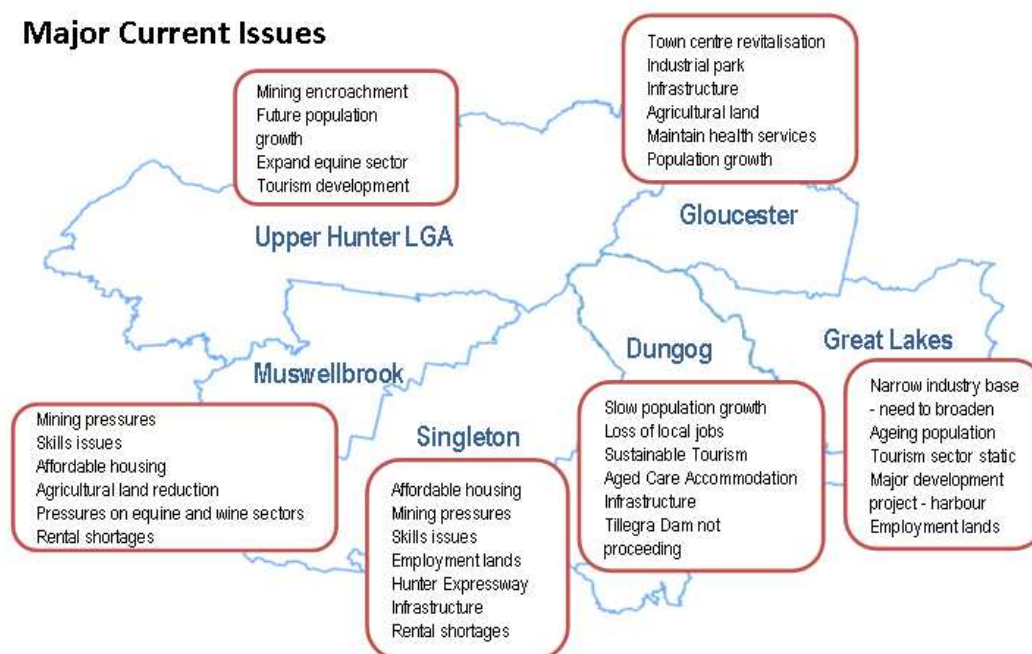 Major Current Issues
Mining encroachment
Future population
growth
Expand equine sector
Tourism development
Town centre revitalisation
Industrial park
Infrastructure
Agricultural land
Maintain health services
Population growth
Upper Hunter LGA
Gloucester
Muswellbrook
Dungog
Great Lakes
Singleton
Mining pressures
Skills issues
Affordable housing
Agricultural land reduction
Pressures on equine and wine sectors
Rental shortages
Affordable housing
Mining pressures
Skills issues
Employment lands
Hunter Expressway
Infrastructure
Rental shortages
Slow population growth
Loss of local jobs
Sustainable Tourism
Aged Care Accommodation
Infrastructure
Tillegra Dam not
proceeding
Narrow industry base
- need to broaden
Ageing population
Tourism sector static
Major development
project - harbour
Employment lands